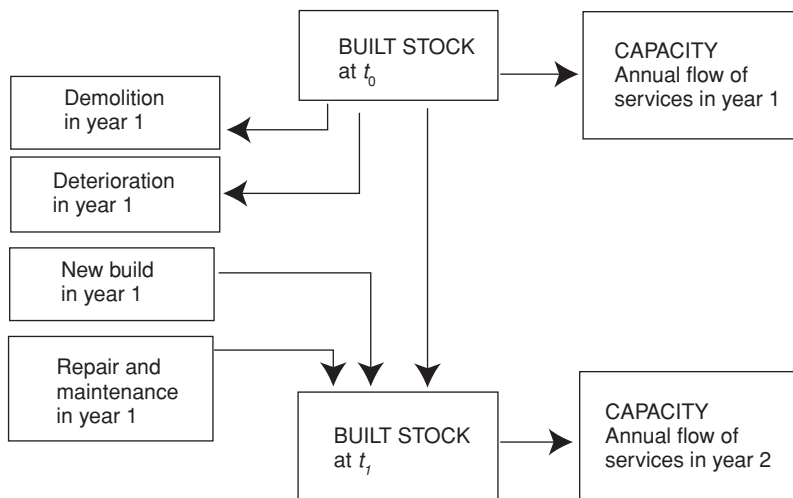 BUILT STOCK
at t0
CAPACITY
Annual flow of
services in year 1
Demolition
in year 1
Deterioration
in year 1
New build
in year 1
Repair and
maintenance
in year 1
BUILT STOCK
at t1
CAPACITY
Annual flow of
services in year 2